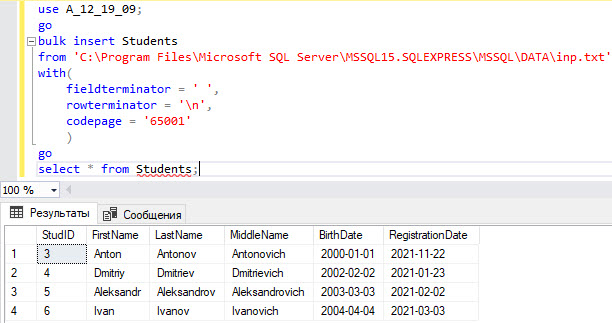 use A_12_19_09;
go
bulk insert Students
from 'C:\Program Files\Microsoft SQL Server\MSSQL15.SQLEXPRESS\MSSQL\DATA\inp.txt'
with(
fieldterminator = ' ',
rowterminator = '\n',
codepage = '65001'
)
go
select * from Students;
100 %
Результаты Сообщения
StudID FirstName LastName MiddleName BirthDate RegistrationDate
1 3 Anton Antonov Antonovich 2000-01-01 2021-11-22
2 4 Dmitriy Dmitriev Dmitrievich 2002-02-02 2021-01-23
3 5 Aleksandr Aleksandrov Aleksandrovich 2003-03-03 2021-02-02
4 6 Ivan Ivanov Ivanovich 2004-04-04 2021-03-03